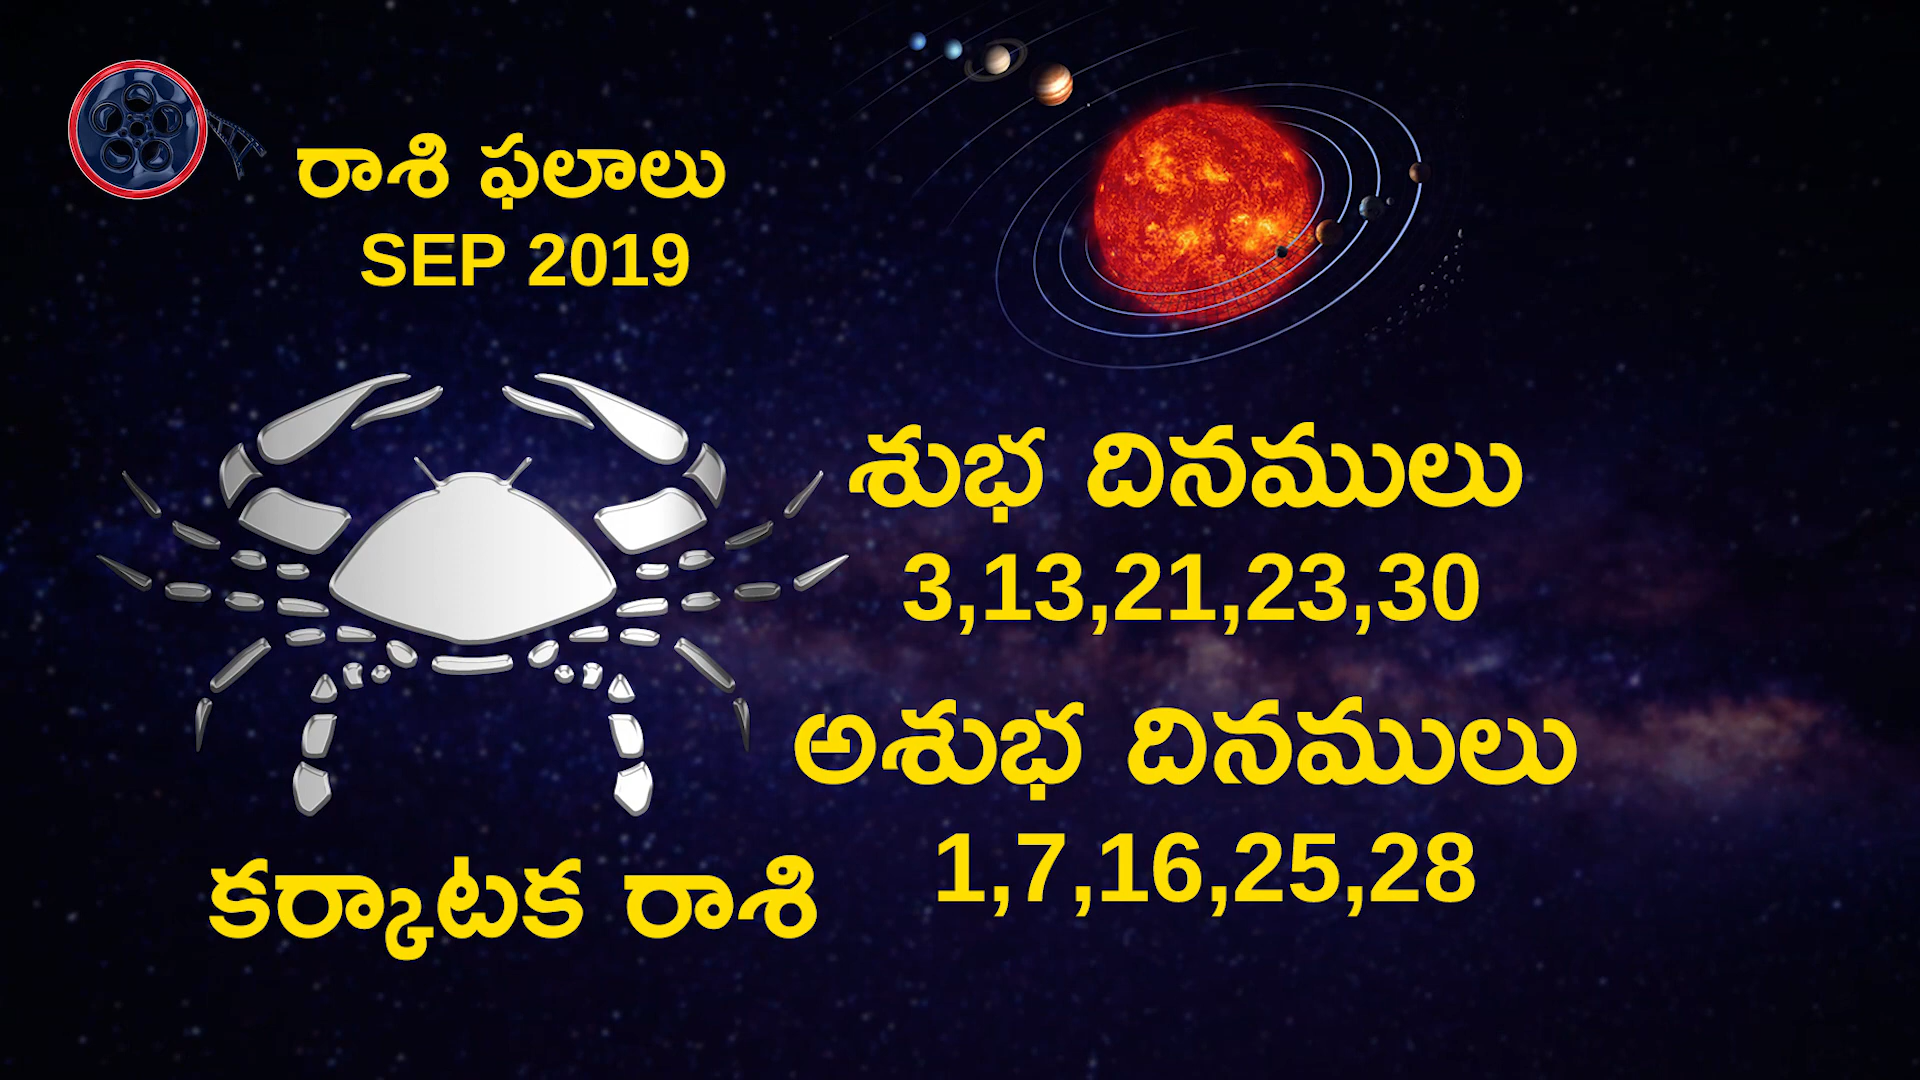 రాశి ఫలాలు
SEP 2019
శుభ దినములు
3,13,21,23,30
అశుభ దినములు
1,7,16,25,28
కర్కాటక రాశి